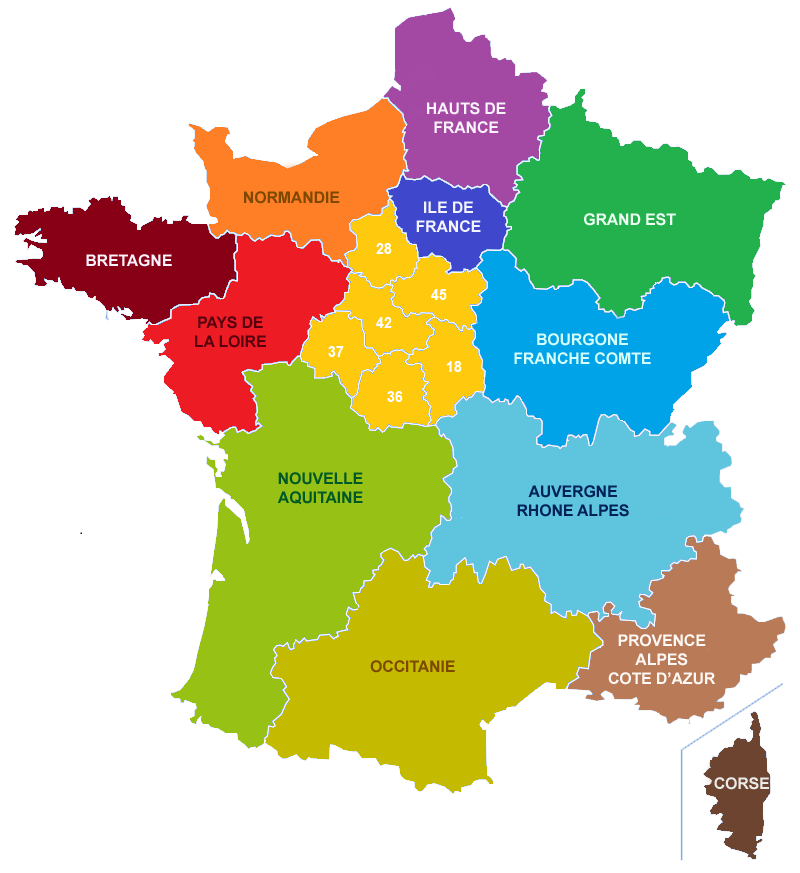 HAUTS DE
FRANCE
NORMANDIE
ILE DE
FRANCE
GRAND EST
BRETAGNE
28
45
PAYS DE
LA LOIRE
42
BOURGONE
FRANCHE COMTE
37
18
36
NOUVELLE
AQUITAINE
AUVERGNE
RHONE ALPES
OCCITANIE
PROVENCE
ALPES
COTE D'AZUR
CORSE